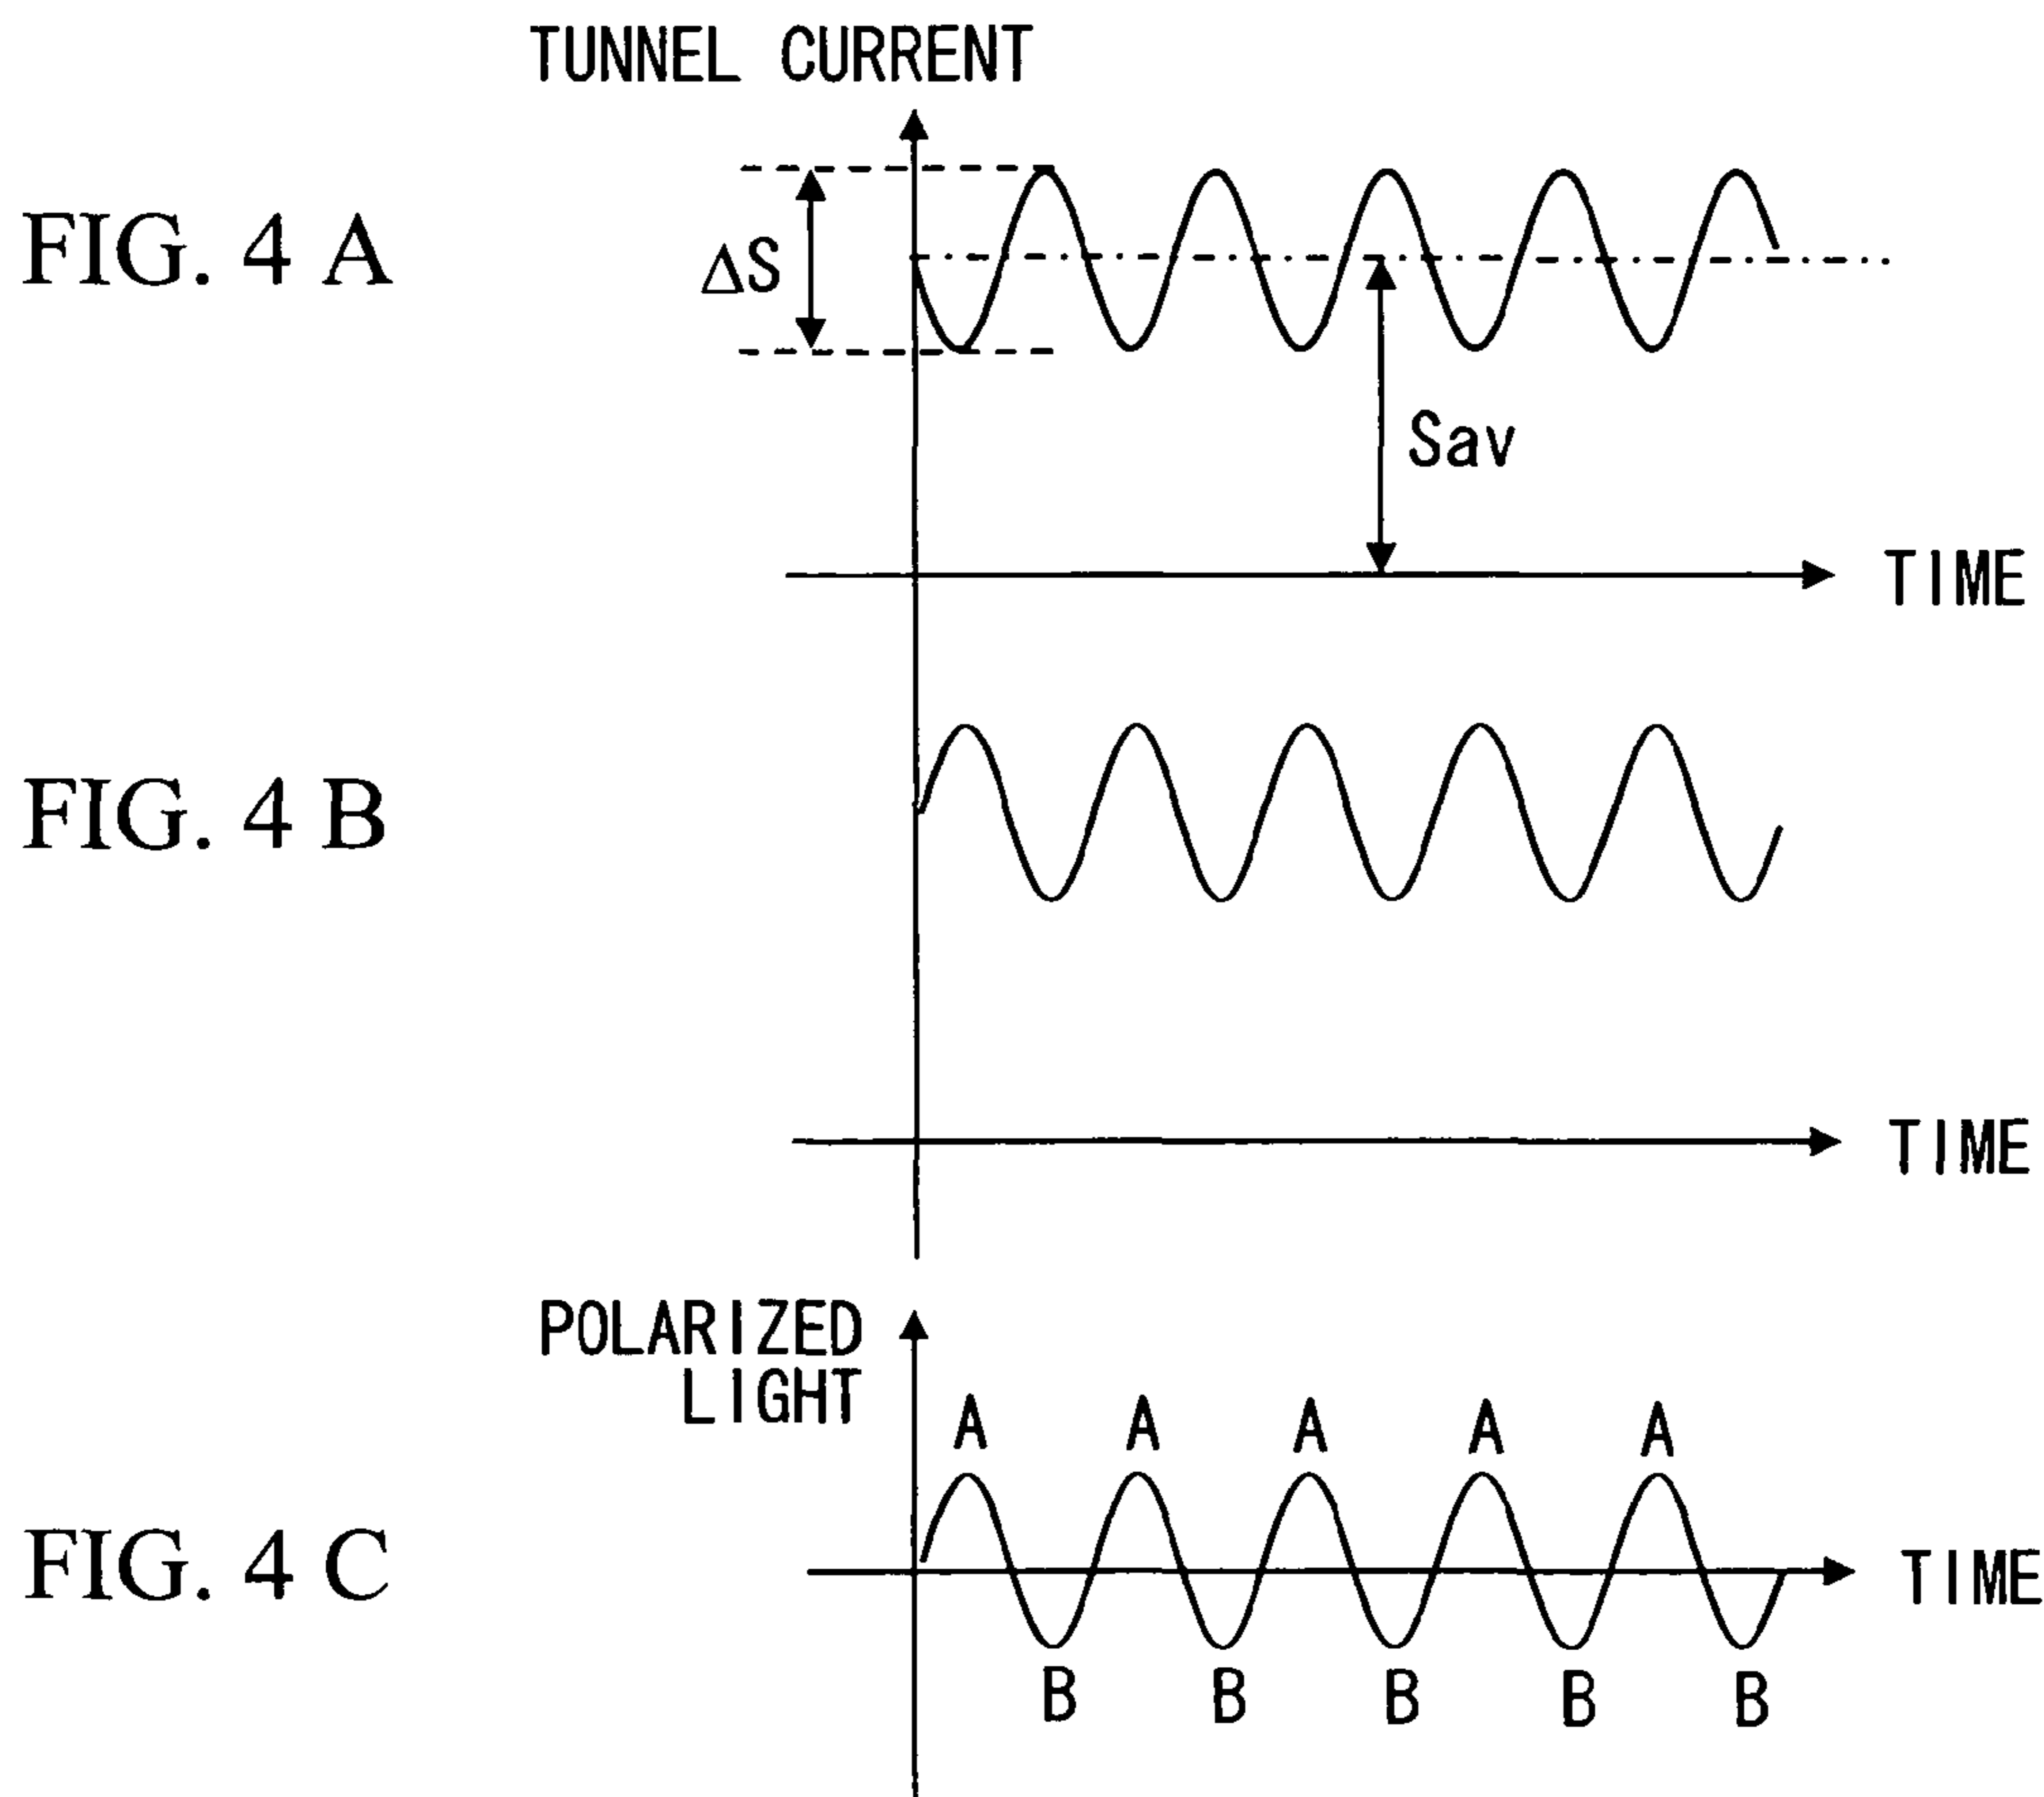 TUNNEL CURRENT
FIG. 4 A
ΔS
Sav
TIME
FIG. 4 B
TIME
POLARIZED
LIGHT
A A A A A
FIG. 4 C
TIME
B B B B B